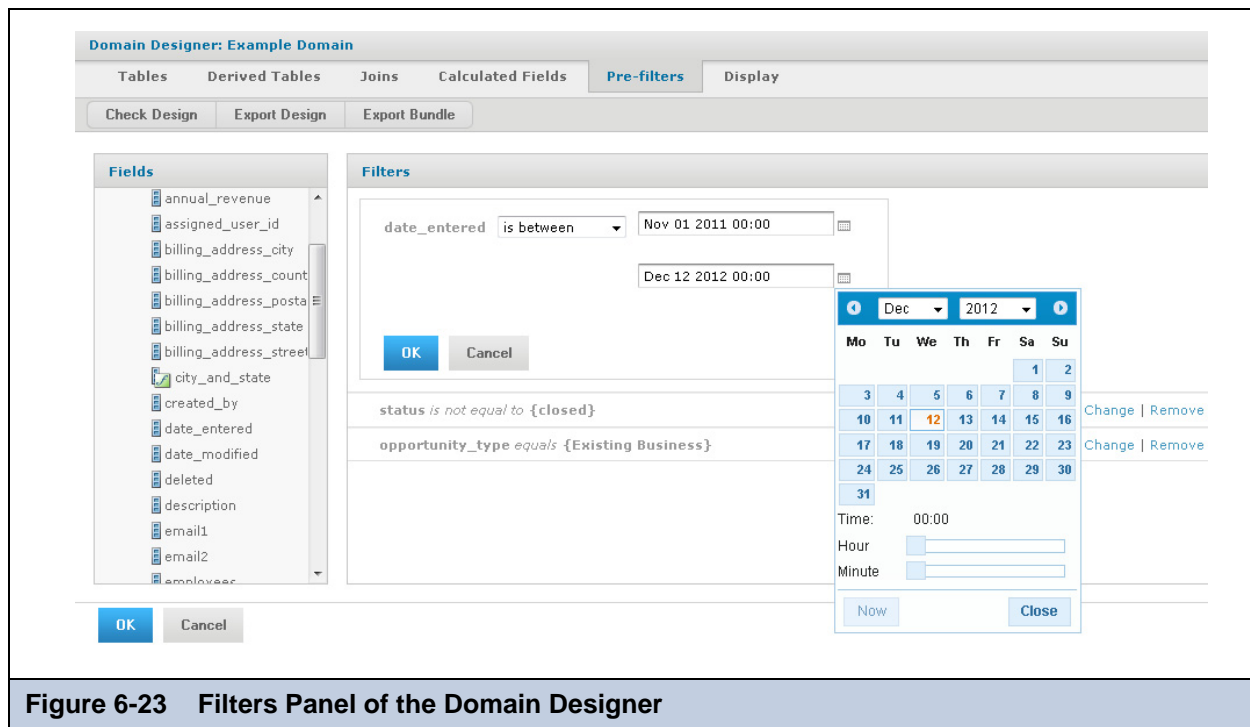 Domain Designer: Example Domain
Tables Derived Tables Joins Calculated Fields Pre-filters Display
Check Design Export Design Export Bundle
Fields
annual_revenue
assigned_user_id
billing_address_city
billing_address_count
billing_address_posta
billing_address_state
billing_address_street
city_and_state
created_by
date_entered
date_modified
deleted
description
email1
email2
employees
Filters
date_entered is between Nov 01 2011 00:00
Dec 12 2012 00:00
OK Cancel
status is not equal to {closed} Change | Remove
opportunity_type equals {Existing Business} Change | Remove
Dec 2012
Mo Tu We Th Fr Sa Su
1 2
3 4 5 6 7 8 9
10 11 12 13 14 15 16
17 18 19 20 21 22 23
24 25 26 27 28 29 30
31
Time: 00:00
Hour
Minute
Now Close
OK Cancel
Figure 6-23 Filters Panel of the Domain Designer